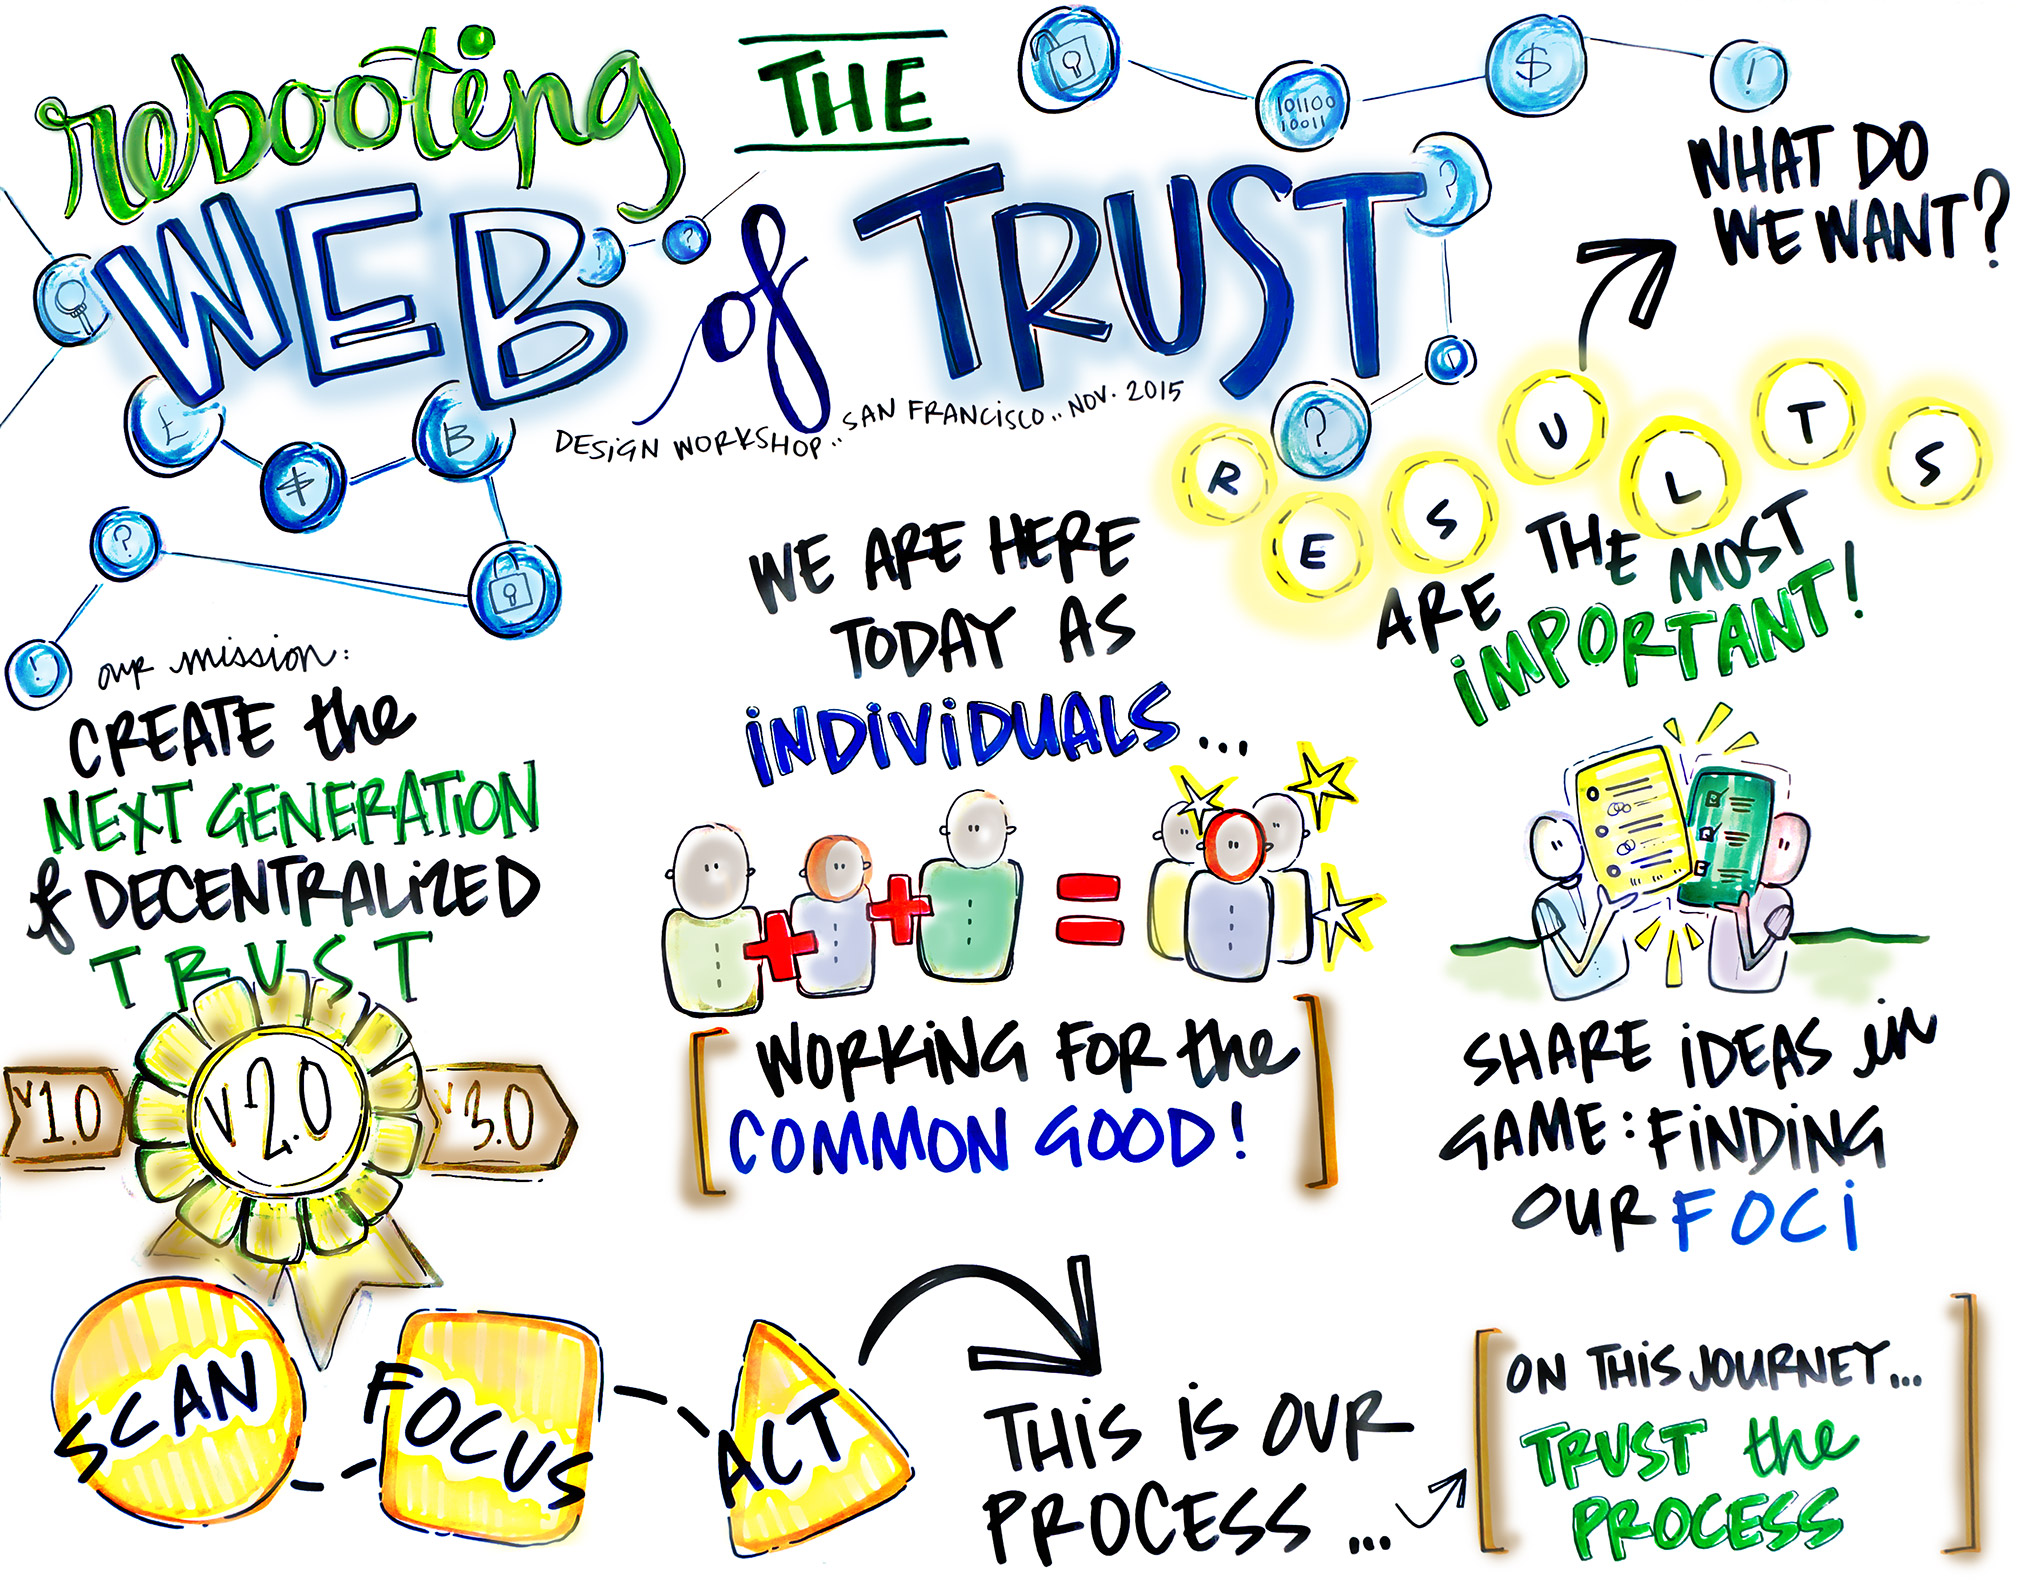 rebooting THE
WEB of TRUST
DESIGN WORKSHOP.. SAN FRANCISCO.. NOV. 2015
101100
10011
$
!
?
?
!
?
?
£
$
B
?
!
WHAT DO
WE WANT?
RESULTS
ARE THE MOST
IMPORTANT!
our mission:
CREATE the
NEXT GENERATION
of DECENTRALIZED
TRUST
V1.0
V2.0
V3.0
WE ARE HERE
TODAY AS
INDIVIDUALS...
+ + =
[WORKING FOR the
COMMON GOOD!]
SHARE IDEAS in
GAME: FINDING
OUR FOCI
SCAN
FOCUS
ACT
THIS IS OUR
PROCESS ...
[ON THIS JOURNEY...
TRUST the
PROCESS]